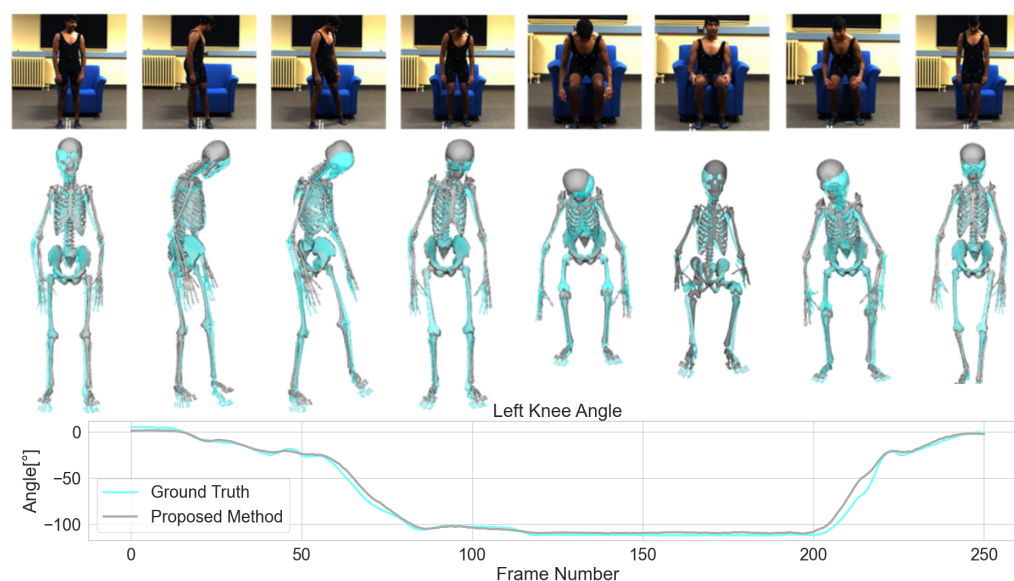 Left Knee Angle
0
−50
−100
Angle[°]
Ground Truth
Proposed Method
0 50 100 150 200 250
Frame Number